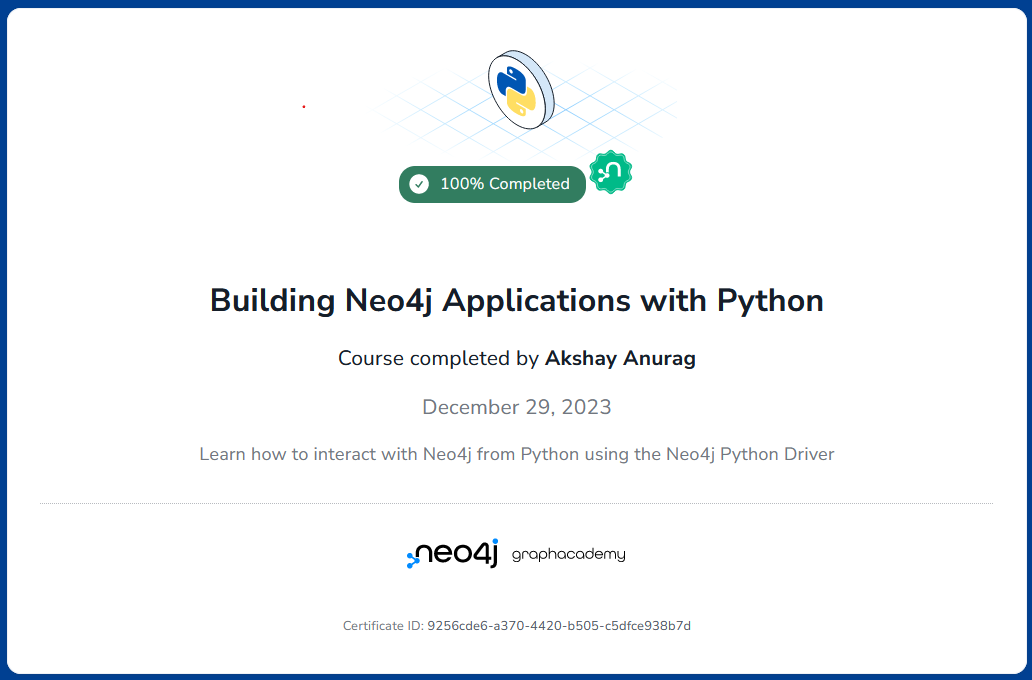 100% Completed
Building Neo4j Applications with Python
Course completed by Akshay Anurag
December 29, 2023
Learn how to interact with Neo4j from Python using the Neo4j Python Driver
neo4j graphacademy
Certificate ID: 9256cde6-a370-4420-b505-c5dfce938b7d